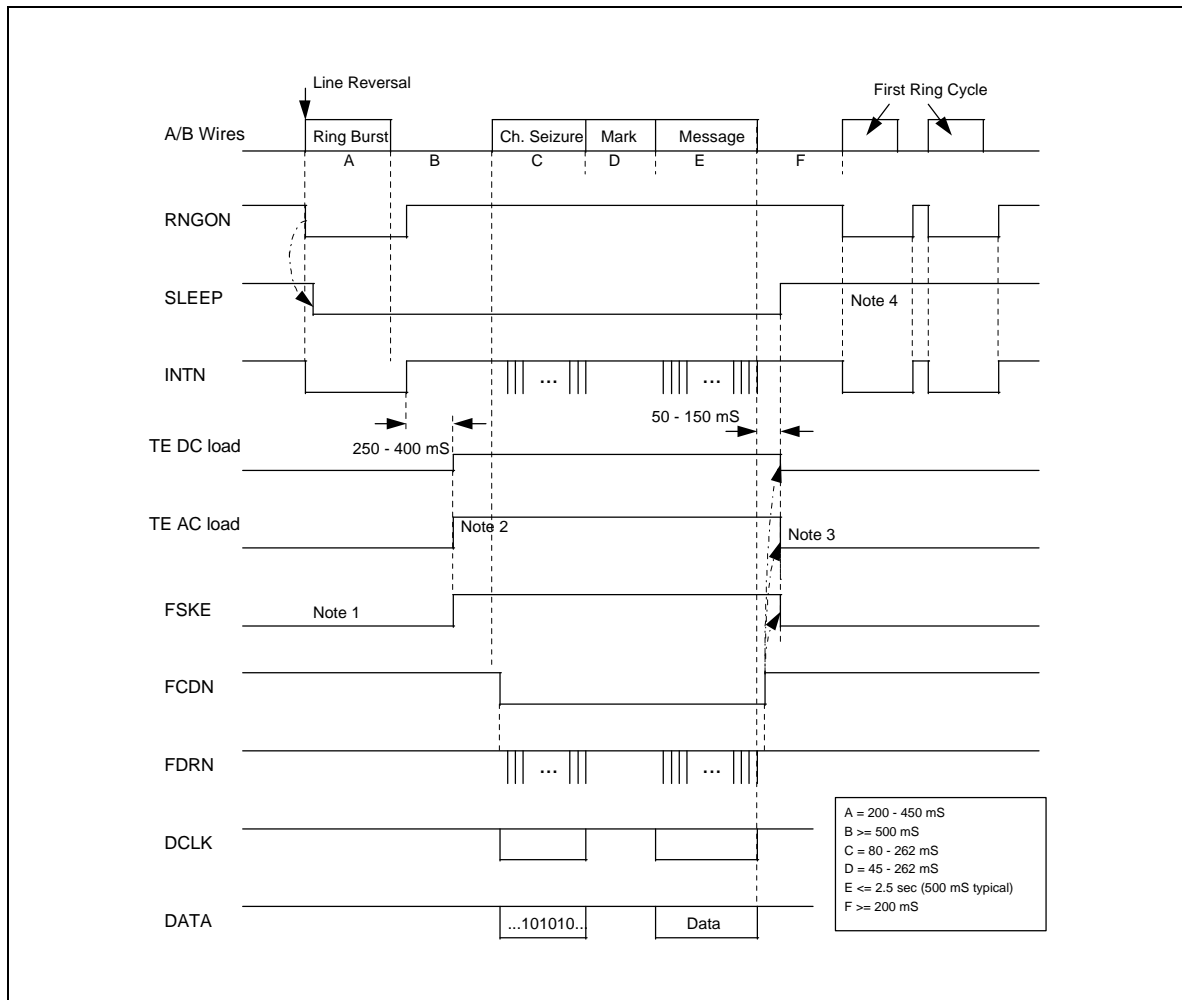 Line Reversal
First Ring Cycle
A/B Wires
Ring Burst
Ch. Seizure
Mark
Message
A
B
C
D
E
F
RNGON
SLEEP
Note 4
INTN
...
...
50 - 150 mS
250 - 400 mS
TE DC load
TE AC load
Note 2
Note 3
FSKE
Note 1
FCDN
FDRN
...
...
DCLK
DATA
...101010...
Data
A = 200 - 450 mS
B >= 500 mS
C = 80 - 262 mS
D = 45 - 262 mS
E <= 2.5 sec (500 mS typical)
F >= 200 mS